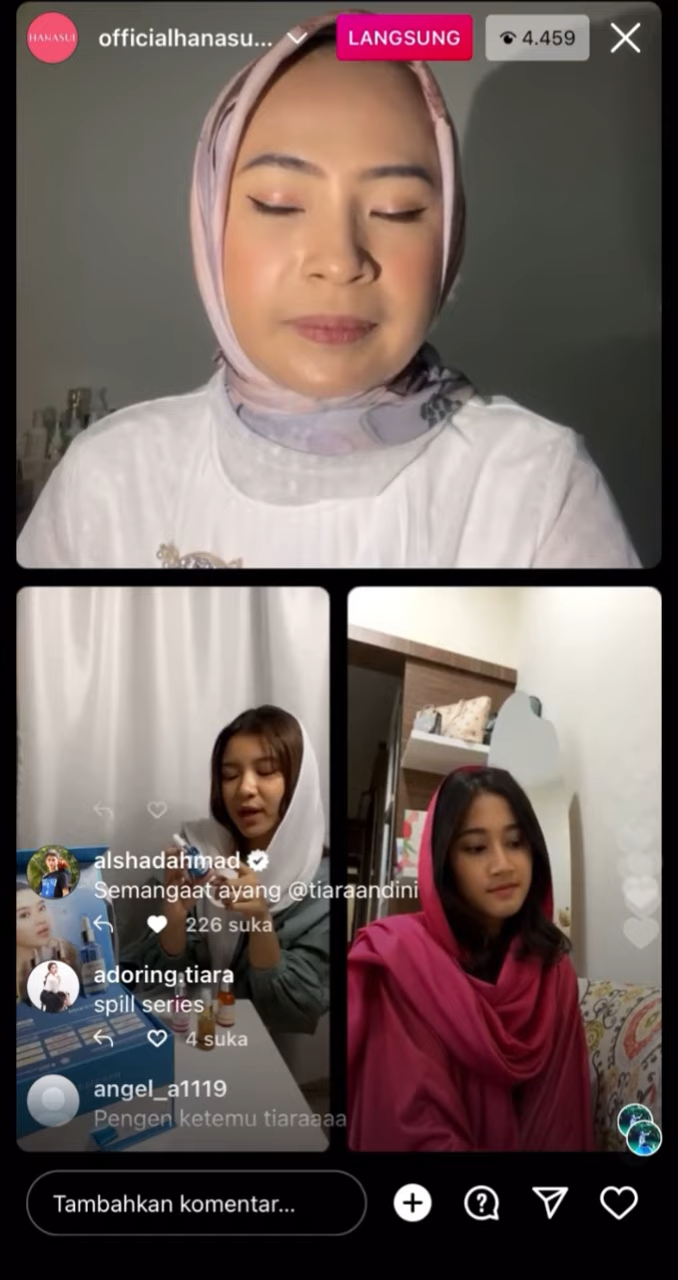 HANASUI
officialhanasu...
LANGSUNG
4.459
alshadahmad
Semangaat ayang @tiaraandini
226 suka
adoring.tiara
spill series
4 suka
angel_a1119
Pengen ketemu tiaraaaa
Tambahkan komentar...